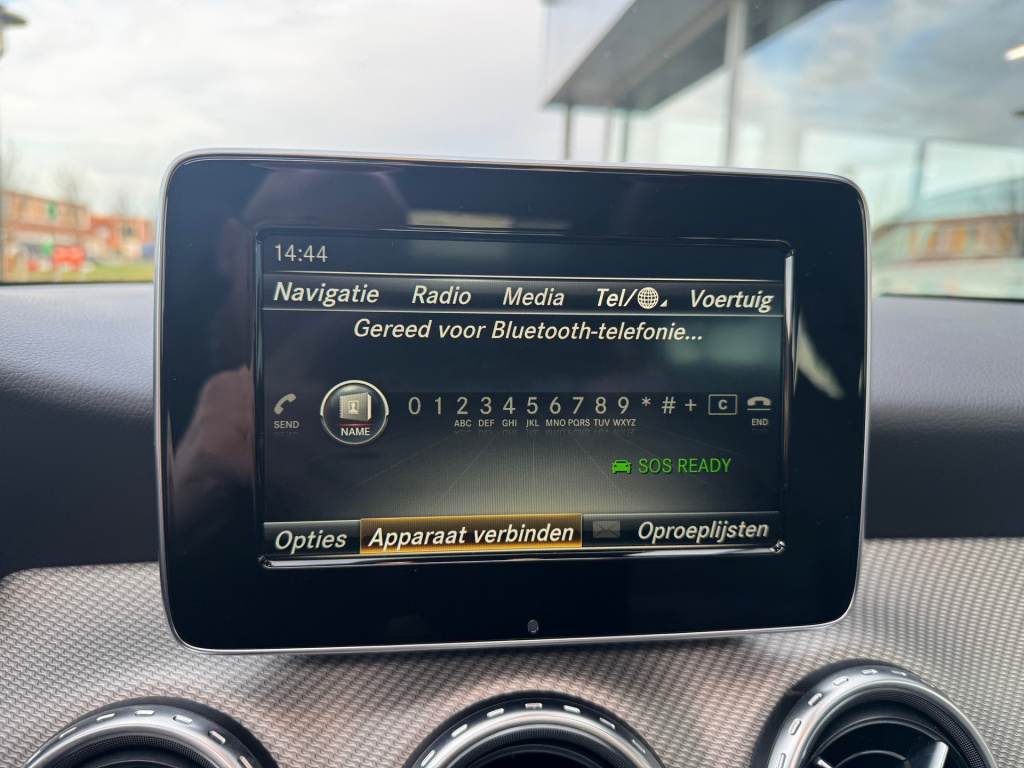 14:44
Navigatie Radio Media Tel/ Voertuig
Gereed voor Bluetooth-telefonie...
SEND NAME 0 1 2 3 4 5 6 7 8 9 * # + C END
ABC DEF GHI JKL MNO PQRS TUV WXYZ
SOS READY
Opties Apparaat verbinden Oproeplijsten